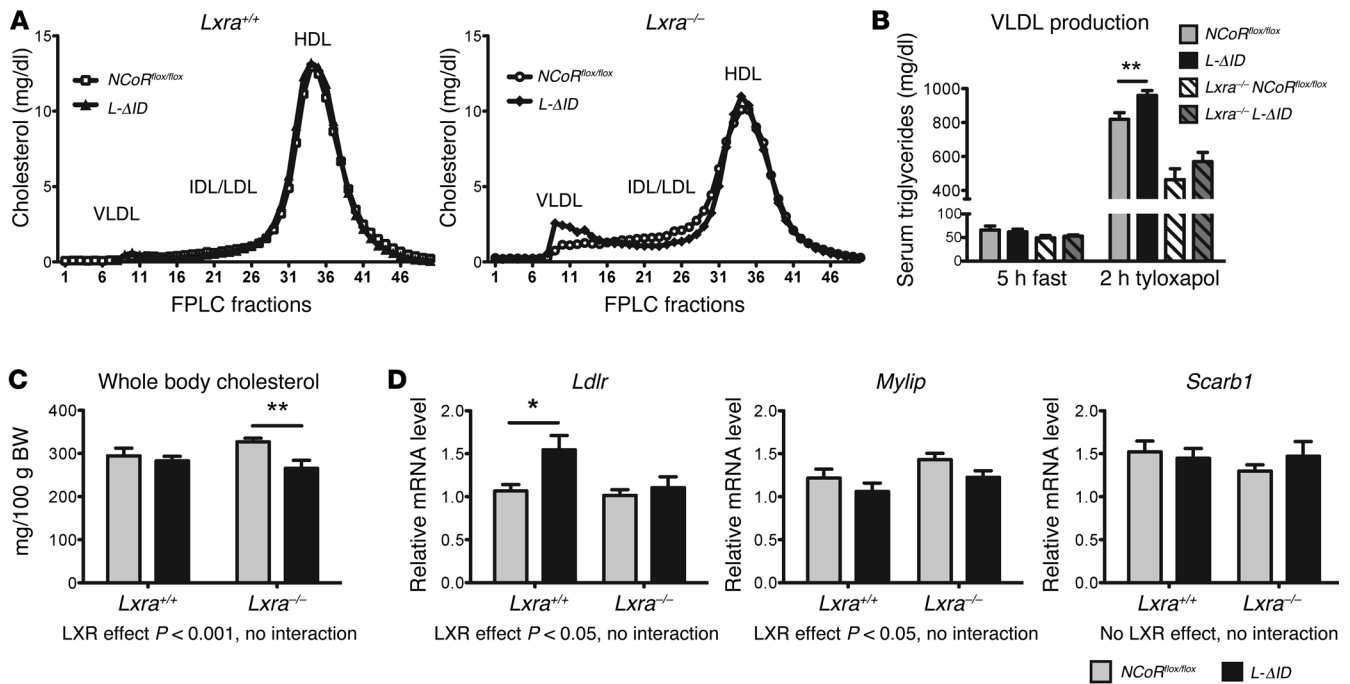 A
Lxra+/+
Cholesterol (mg/dl)
15
10
5
0
NCoRflox/flox
L-ΔID
VLDL
IDL/LDL
HDL
1 6 11 16 21 26 31 36 41 46
FPLC fractions
Lxra–/–
Cholesterol (mg/dl)
15
10
5
0
NCoRflox/flox
L-ΔID
VLDL
IDL/LDL
HDL
1 6 11 16 21 26 31 36 41 46
FPLC fractions
B
VLDL production
Serum triglycerides (mg/dl)
1000
800
600
400
100
50
0
**
5 h fast 2 h tyloxapol
NCoRflox/flox
L-ΔID
Lxra–/– NCoRflox/flox
Lxra–/– L-ΔID
C
Whole body cholesterol
mg/100 g BW
400
300
200
100
0
**
Lxra+/+ Lxra–/–
LXR effect P < 0.001, no interaction
D
Ldlr
Relative mRNA level
2.0
1.5
1.0
0.5
0.0
*
Lxra+/+ Lxra–/–
LXR effect P < 0.05, no interaction
Mylip
Relative mRNA level
2.0
1.5
1.0
0.5
0.0
Lxra+/+ Lxra–/–
LXR effect P < 0.05, no interaction
Scarb1
Relative mRNA level
2.0
1.5
1.0
0.5
0.0
Lxra+/+ Lxra–/–
No LXR effect, no interaction
NCoRflox/flox L-ΔID